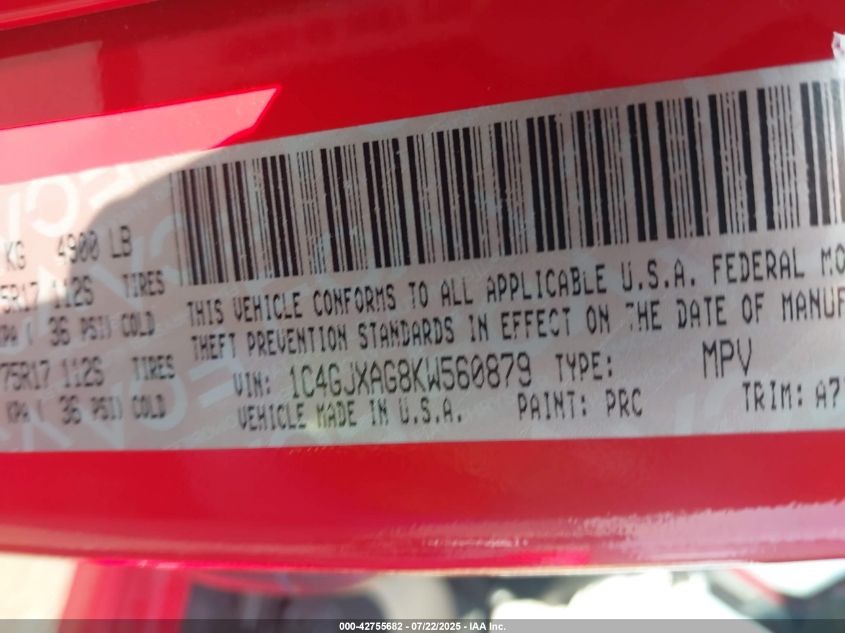 KG 4900 LB
5R17 112S TIRES
KPA ( 36 PSI) COLD
75R17 112S TIRES
KPA ( 36 PSI) COLD
THIS VEHICLE CONFORMS TO ALL APPLICABLE U.S.A. FEDERAL MO
THEFT PREVENTION STANDARDS IN EFFECT ON THE DATE OF MANUF
VIN: 1C4GJXAG8KW560879 TYPE: MPV
VEHICLE MADE IN U.S.A. PAINT: PRC TRIM: A7
000-42755682 - 07/22/2025 - IAA Inc.